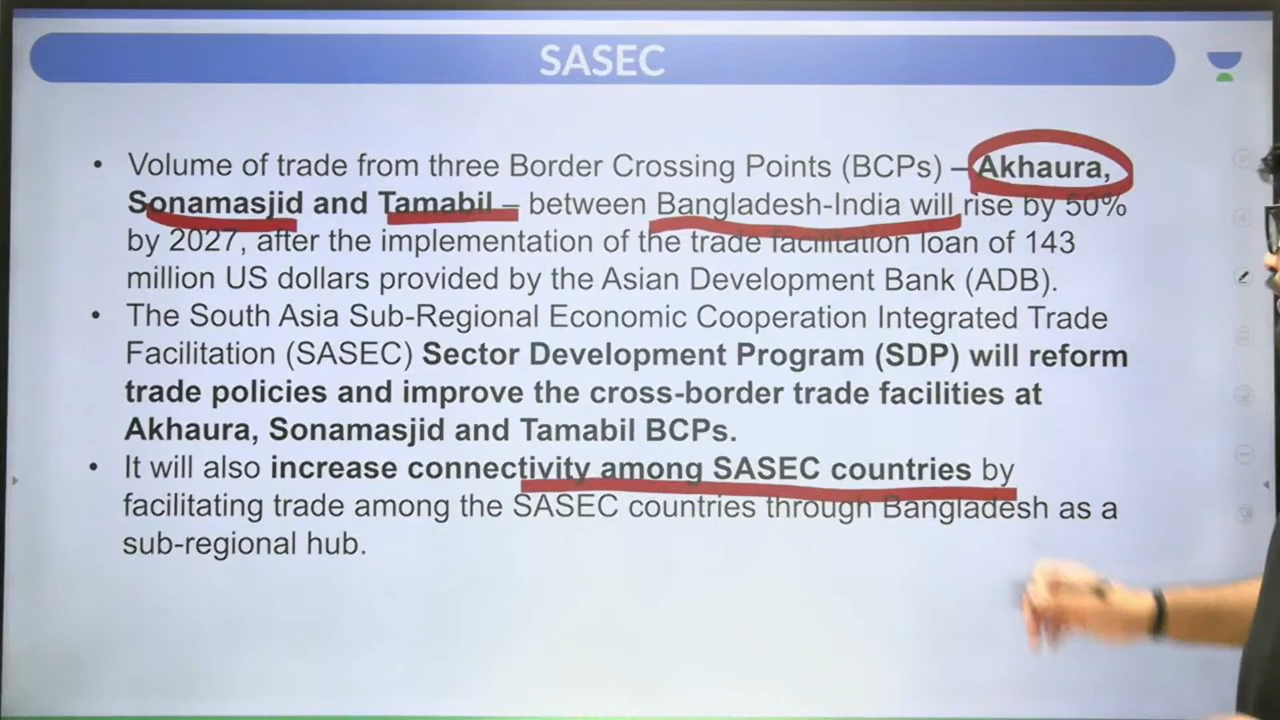 SASEC
• Volume of trade from three Border Crossing Points (BCPs) – Akhaura,
Sonamasjid and Tamabil – between Bangladesh-India will rise by 50%
by 2027, after the implementation of the trade facilitation loan of 143
million US dollars provided by the Asian Development Bank (ADB).
• The South Asia Sub-Regional Economic Cooperation Integrated Trade
Facilitation (SASEC) Sector Development Program (SDP) will reform
trade policies and improve the cross-border trade facilities at
Akhaura, Sonamasjid and Tamabil BCPs.
• It will also increase connectivity among SASEC countries by
facilitating trade among the SASEC countries through Bangladesh as a
sub-regional hub.